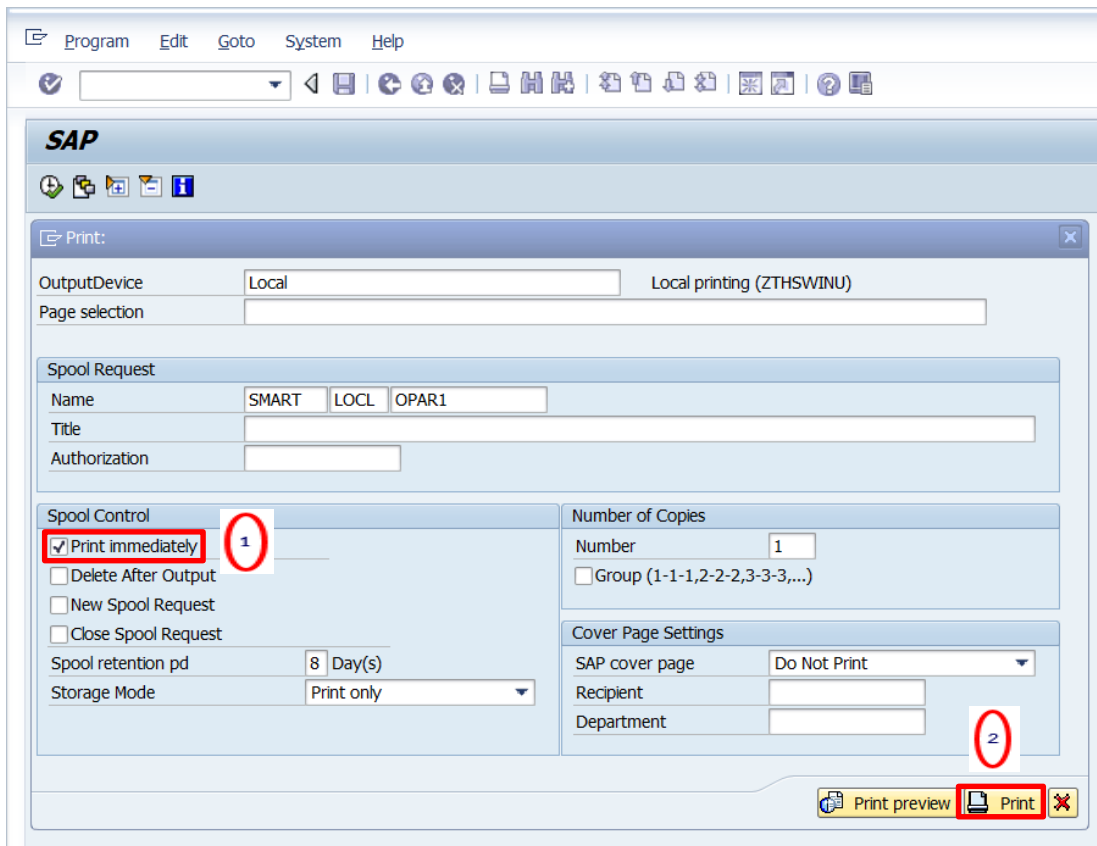 Program Edit Goto System Help
SAP
Print:
OutputDevice Local Local printing (ZTHSWINU)
Page selection
Spool Request
Name SMART LOCL OPAR1
Title
Authorization
Spool Control Number of Copies
Print immediately 1 Number 1
Delete After Output Group (1-1-1,2-2-2,3-3-3,...)
New Spool Request
Close Spool Request Cover Page Settings
Spool retention pd 8 Day(s) SAP cover page Do Not Print
Storage Mode Print only Recipient
Department
2
Print preview Print